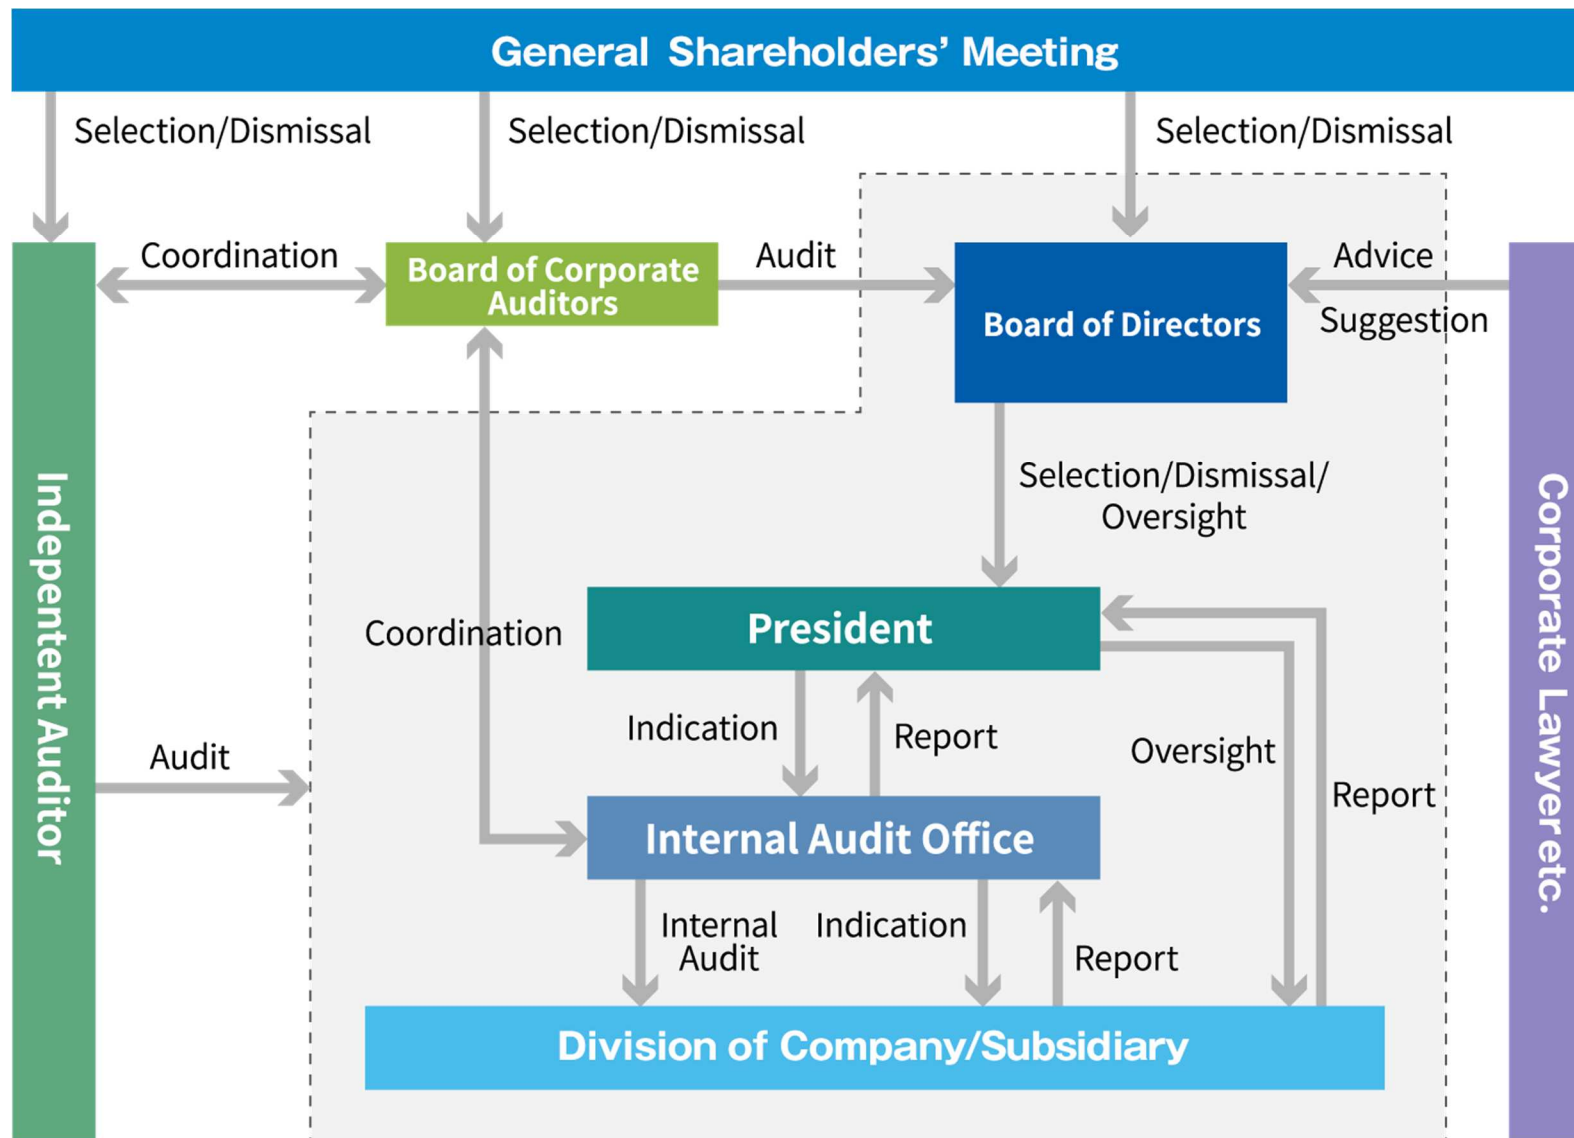 General Shareholders' Meeting
Selection/Dismissal
Selection/Dismissal
Selection/Dismissal
Coordination
Board of Corporate
Auditors
Audit
Board of Directors
Advice
Suggestion
Indepentent Auditor
Corporate Lawyer etc.
Selection/Dismissal/
Oversight
Coordination
President
Indication
Report
Oversight
Report
Audit
Internal Audit Office
Internal
Audit
Indication
Report
Division of Company/Subsidiary